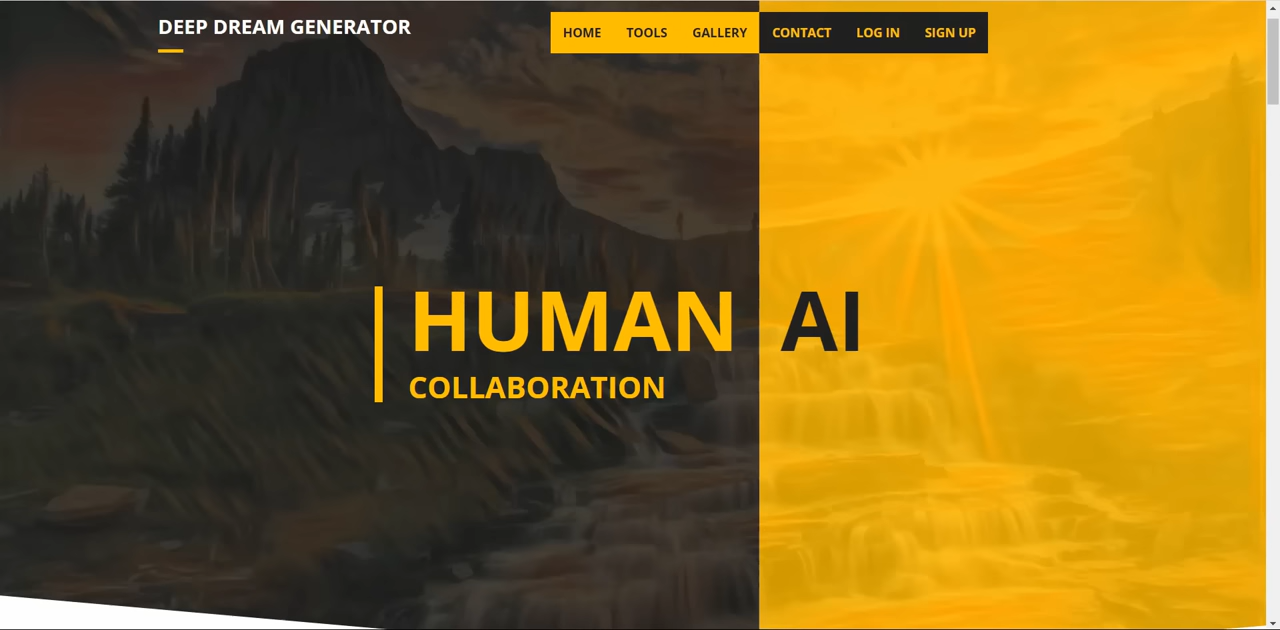 DEEP DREAM GENERATOR
HOME TOOLS GALLERY CONTACT LOG IN SIGN UP
HUMAN AI
COLLABORATION